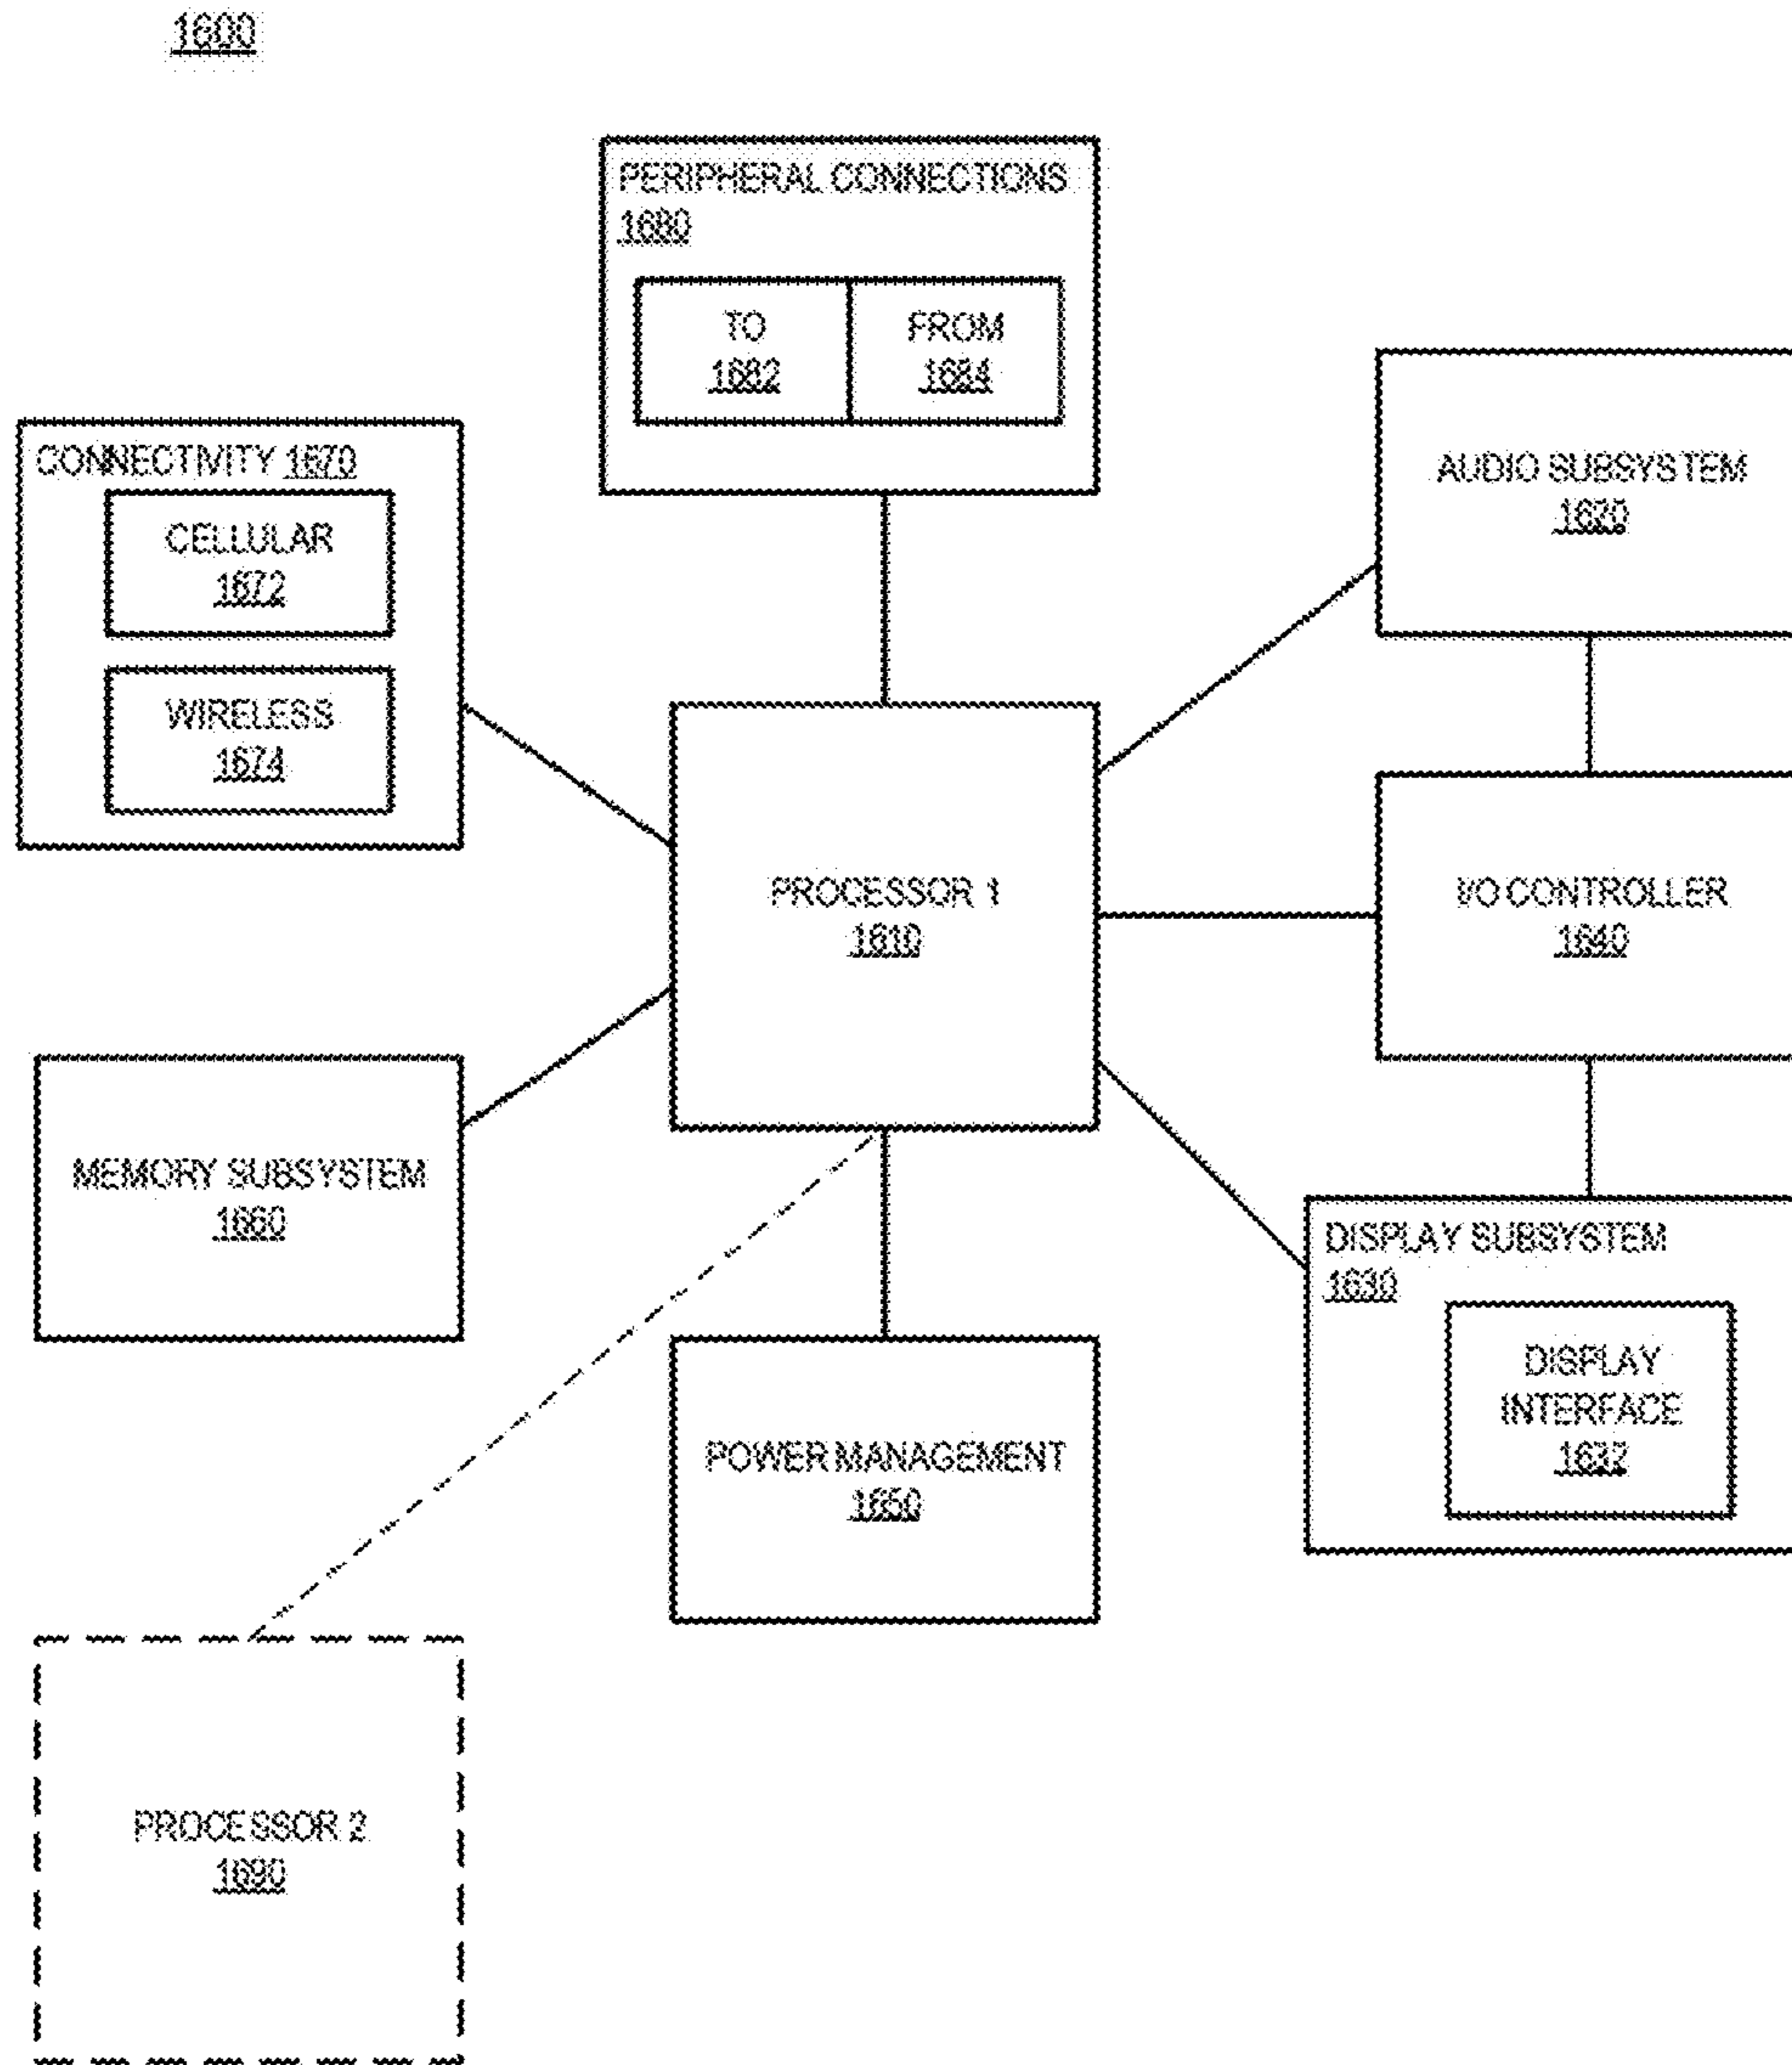 1600
PERIPHERAL CONNECTIONS
1680
TO
1682
FROM
1684
CONNECTIVITY 1670
CELLULAR
1672
WIRELESS
1674
AUDIO SUBSYSTEM
1620
PROCESSOR 1
1610
I/O CONTROLLER
1640
MEMORY SUBSYSTEM
1660
POWER MANAGEMENT
1650
DISPLAY SUBSYSTEM
1630
DISPLAY
INTERFACE
1632
PROCESSOR 2
1690